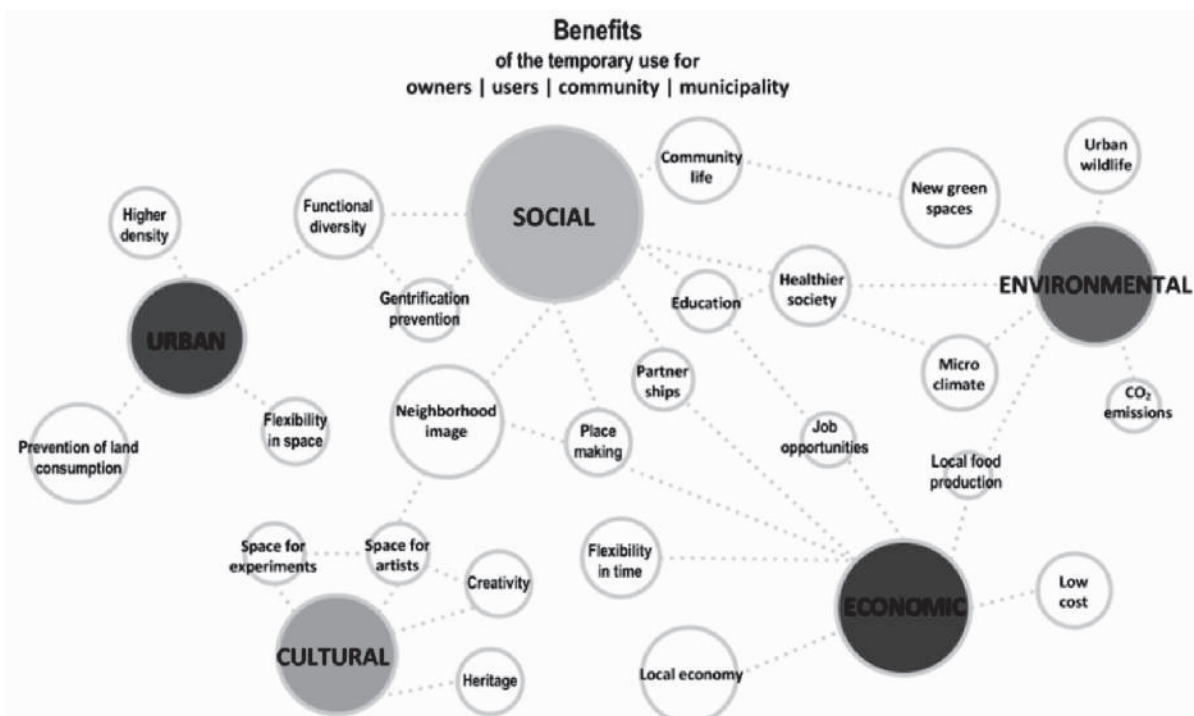 Benefits
of the temporary use for
owners | users | community | municipality
Community
life
Urban
wildlife
New green
spaces
Higher
density
Functional
diversity
SOCIAL
Gentrification
prevention
Education
Healthier
society
ENVIRONMENTAL
URBAN
Partner
ships
Micro
climate
CO₂
emissions
Prevention of land
consumption
Flexibility
in space
Neighborhood
image
Place
making
Job
opportunities
Local food
production
Space for
experiments
Space for
artists
Creativity
Flexibility
in time
ECONOMIC
Low
cost
CULTURAL
Heritage
Local economy